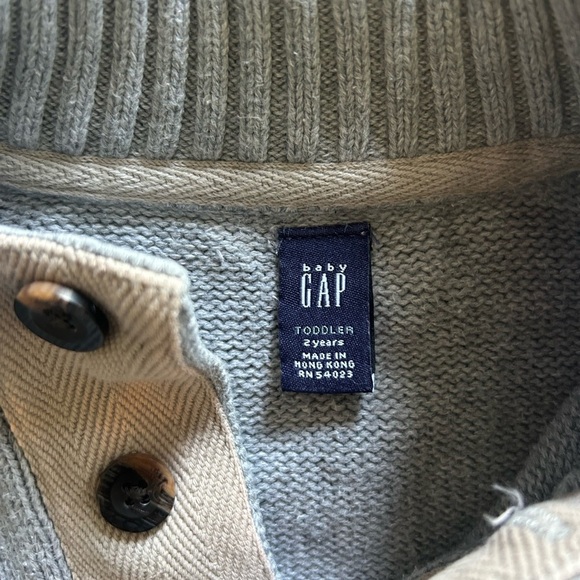 baby
GAP
TODDLER
2 years
MADE IN
HONG KONG
RN 54023